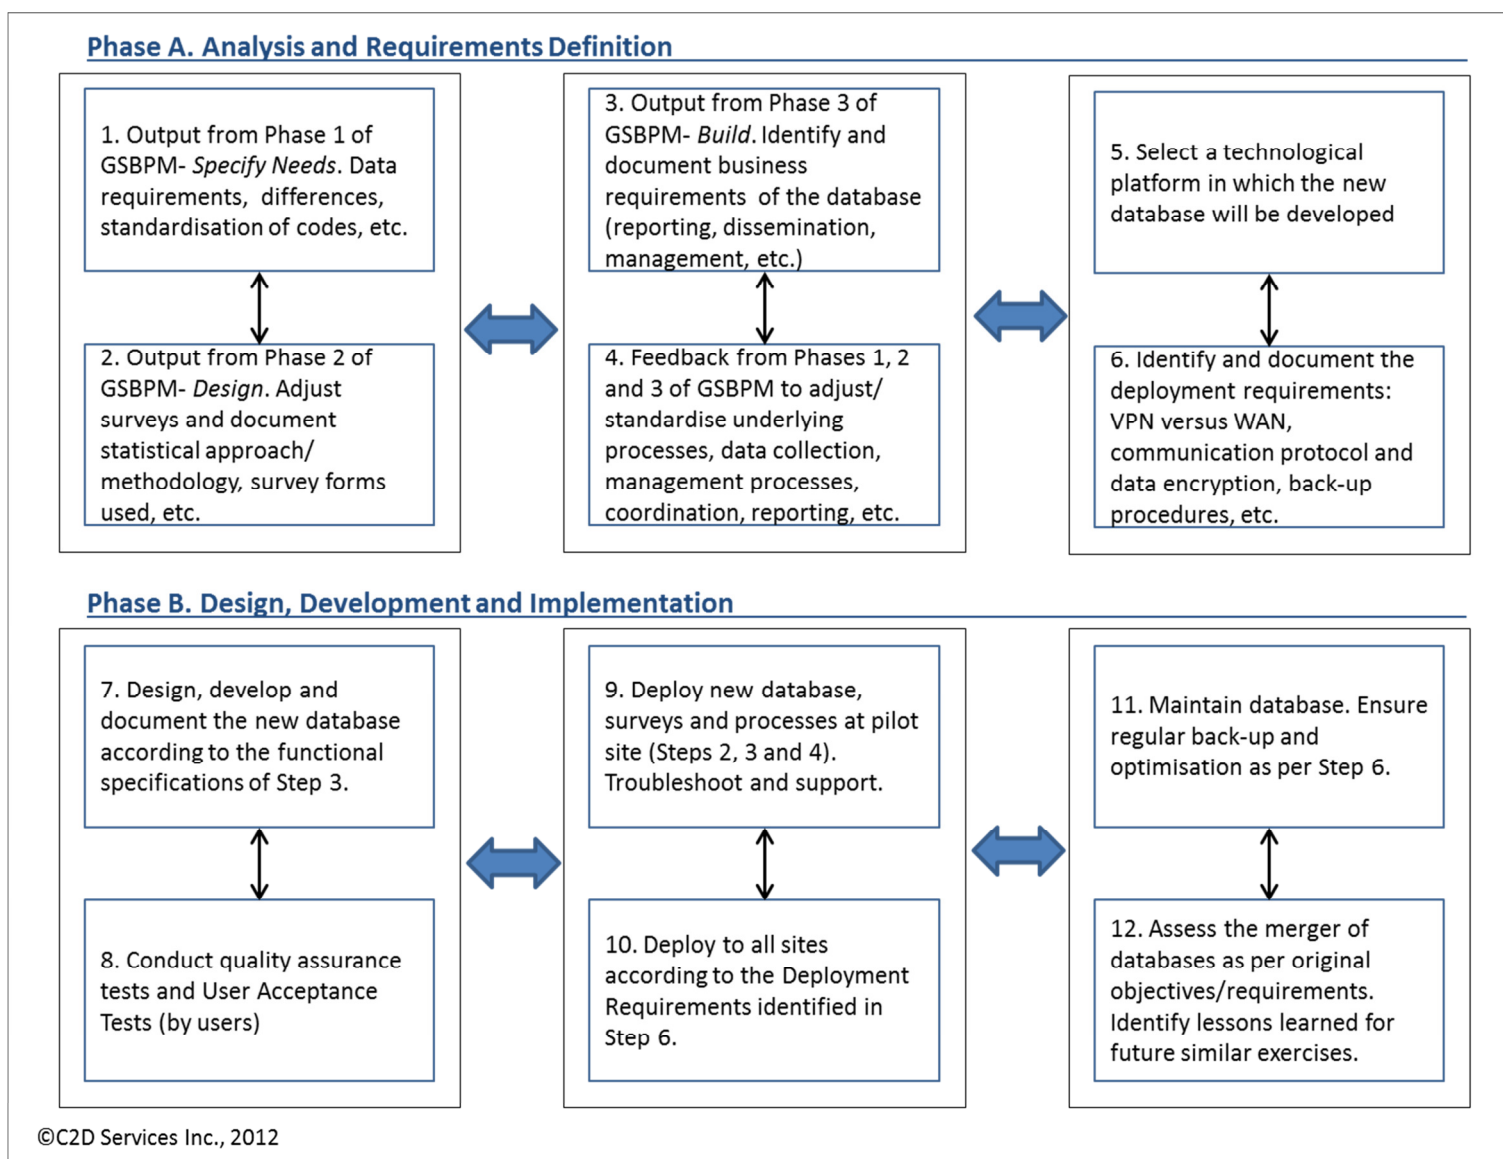 Phase A. Analysis and Requirements Definition
1. Output from Phase 1 of
GSBPM- Specify Needs. Data
requirements, differences,
standardisation of codes, etc.
2. Output from Phase 2 of
GSBPM- Design. Adjust
surveys and document
statistical approach/
methodology, survey forms
used, etc.
3. Output from Phase 3 of
GSBPM- Build. Identify and
document business
requirements of the database
(reporting, dissemination,
management, etc.)
4. Feedback from Phases 1, 2
and 3 of GSBPM to adjust/
standardise underlying
processes, data collection,
management processes,
coordination, reporting, etc.
5. Select a technological
platform in which the new
database will be developed
6. Identify and document the
deployment requirements:
VPN versus WAN,
communication protocol and
data encryption, back-up
procedures, etc.
Phase B. Design, Development and Implementation
7. Design, develop and
document the new database
according to the functional
specifications of Step 3.
8. Conduct quality assurance
tests and User Acceptance
Tests (by users)
9. Deploy new database,
surveys and processes at pilot
site (Steps 2, 3 and 4).
Troubleshoot and support.
10. Deploy to all sites
according to the Deployment
Requirements identified in
Step 6.
11. Maintain database. Ensure
regular back-up and
optimisation as per Step 6.
12. Assess the merger of
databases as per original
objectives/requirements.
Identify lessons learned for
future similar exercises.
©C2D Services Inc., 2012